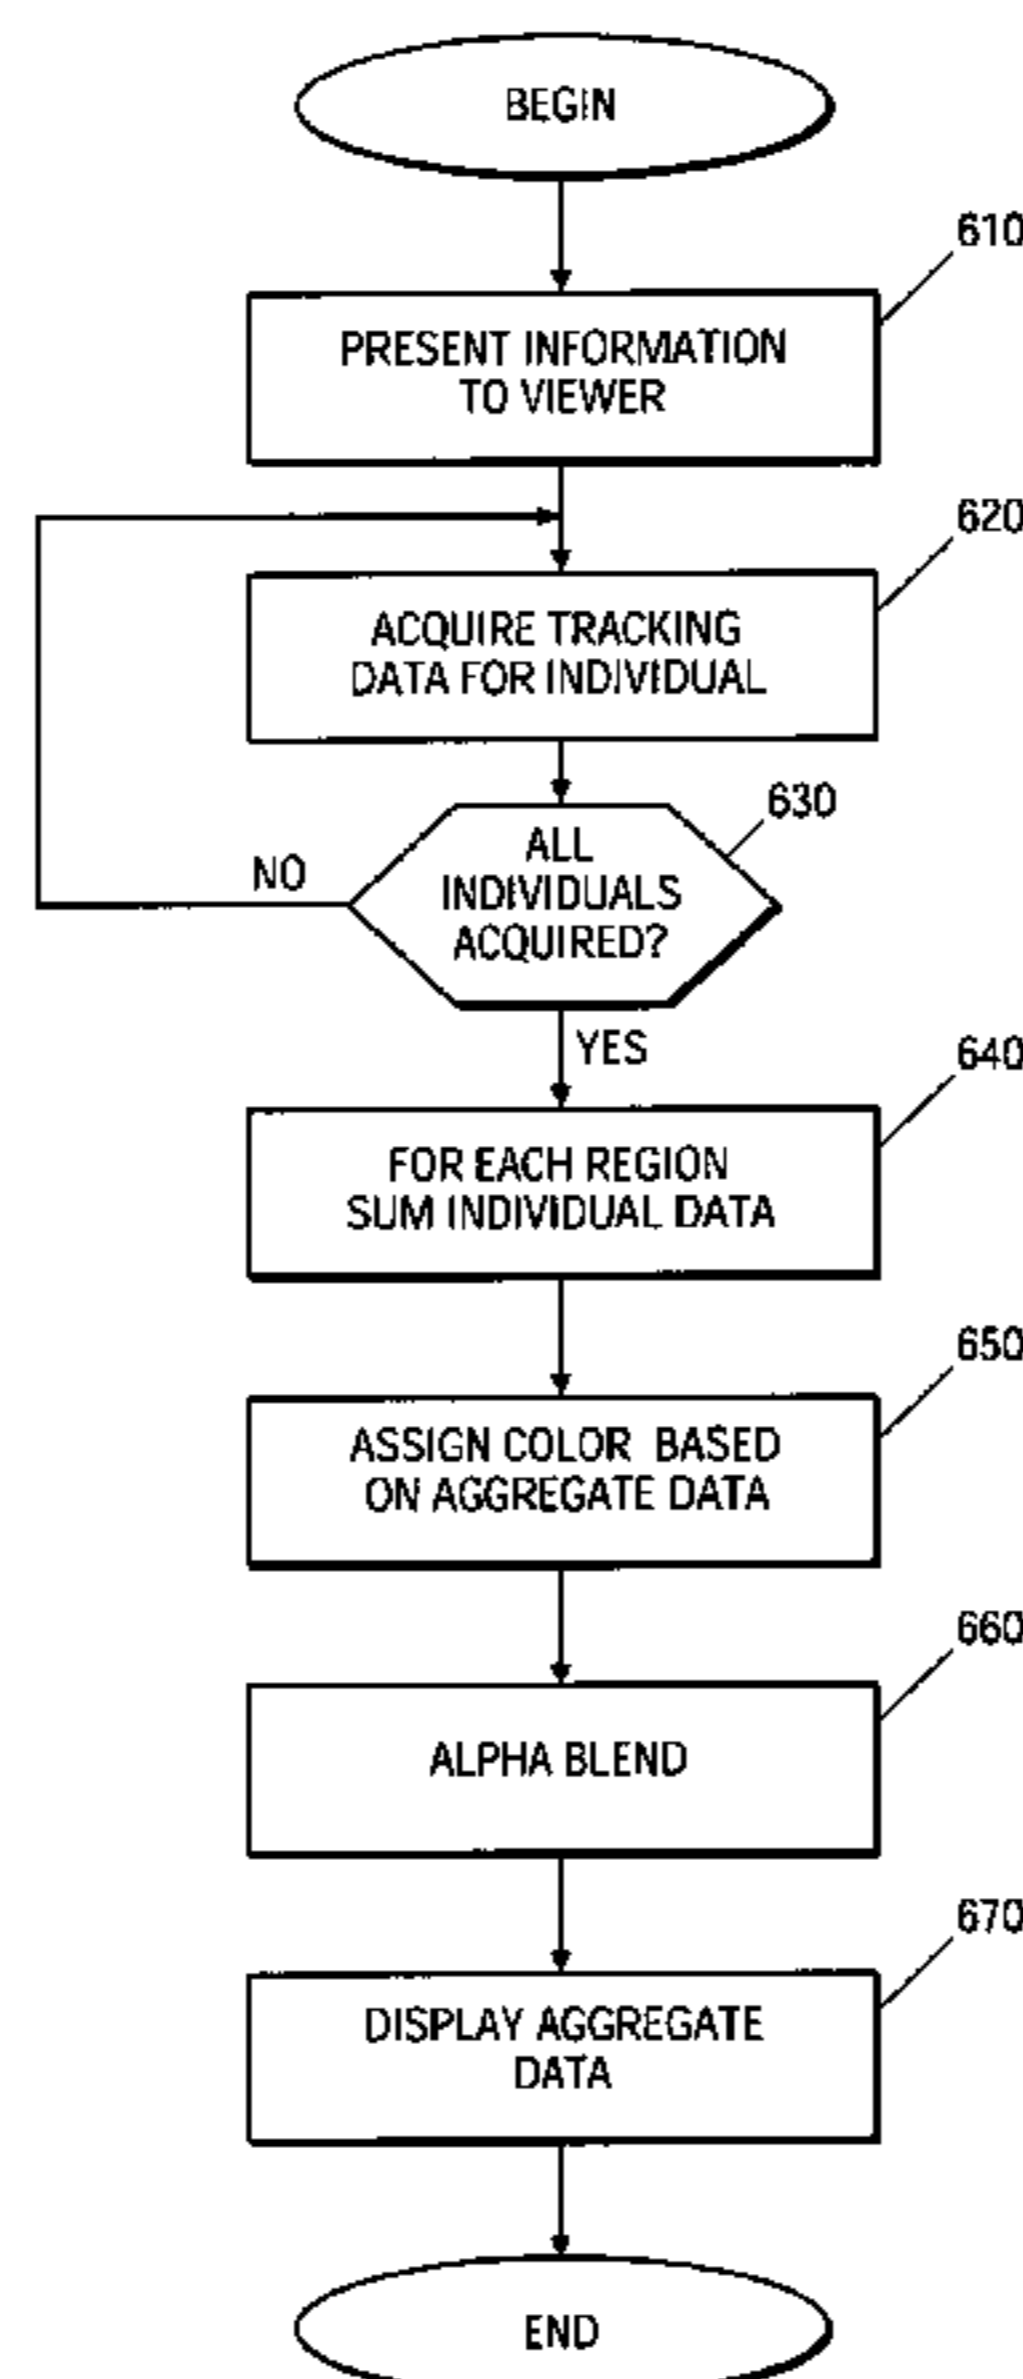 BEGIN
610
PRESENT INFORMATION
TO VIEWER
620
ACQUIRE TRACKING
DATA FOR INDIVIDUAL
630
ALL
INDIVIDUALS
ACQUIRED?
NO
YES
640
FOR EACH REGION
SUM INDIVIDUAL DATA
650
ASSIGN COLOR BASED
ON AGGREGATE DATA
660
ALPHA BLEND
670
DISPLAY AGGREGATE
DATA
END